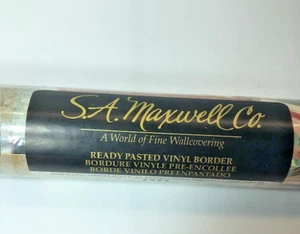 S.A. Maxwell Co.
A World of Fine Wallcovering
READY PASTED VINYL BORDER
BORDURE VINYLE PRE-ENCOLLEE
BORDE VINILO PREENPASTADO